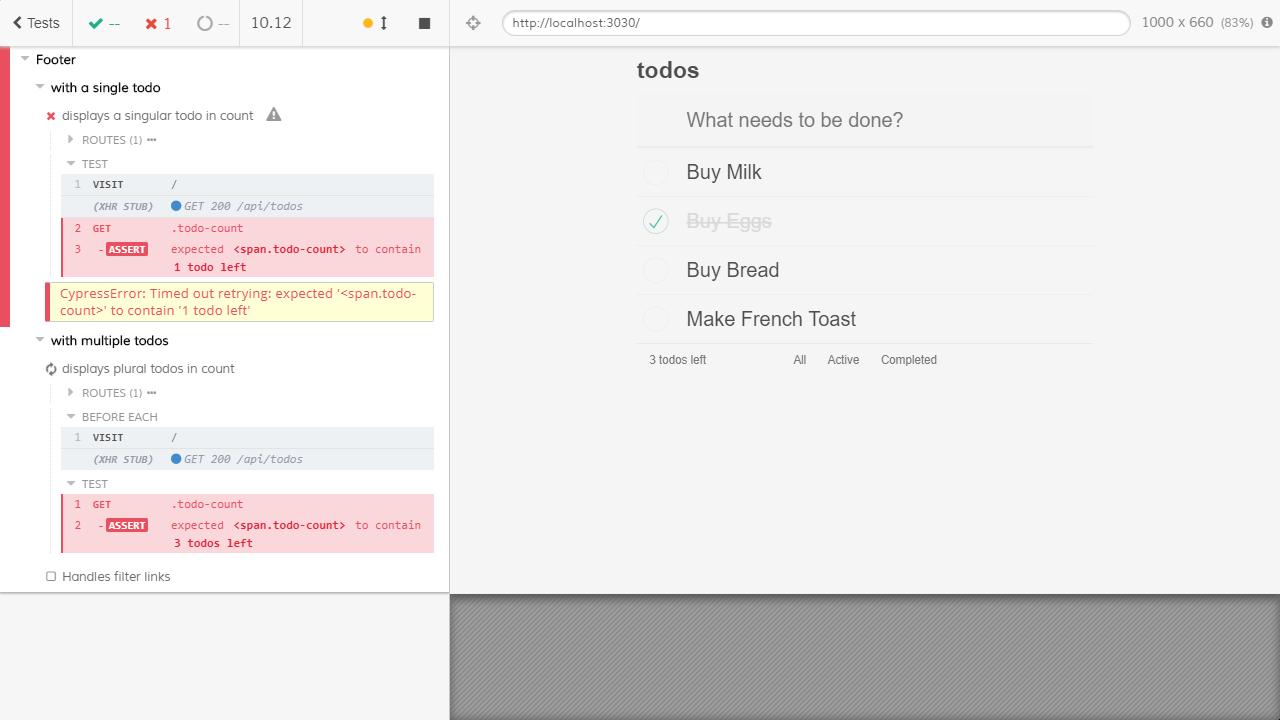 Tests -- 1 -- 10.12
http://localhost:3030/ 1000 x 660 (83%)
Footer
with a single todo
displays a singular todo in count
ROUTES (1)
TEST
1 VISIT /
(XHR STUB) GET 200 /api/todos
2 GET .todo-count
3 - ASSERT expected <span.todo-count> to contain
1 todo left
CypressError: Timed out retrying: expected '<span.todo-
count>' to contain '1 todo left'
with multiple todos
displays plural todos in count
ROUTES (1)
BEFORE EACH
1 VISIT /
(XHR STUB) GET 200 /api/todos
TEST
1 GET .todo-count
2 - ASSERT expected <span.todo-count> to contain
3 todos left
Handles filter links
todos
What needs to be done?
Buy Milk
Buy Eggs
Buy Bread
Make French Toast
3 todos left All Active Completed